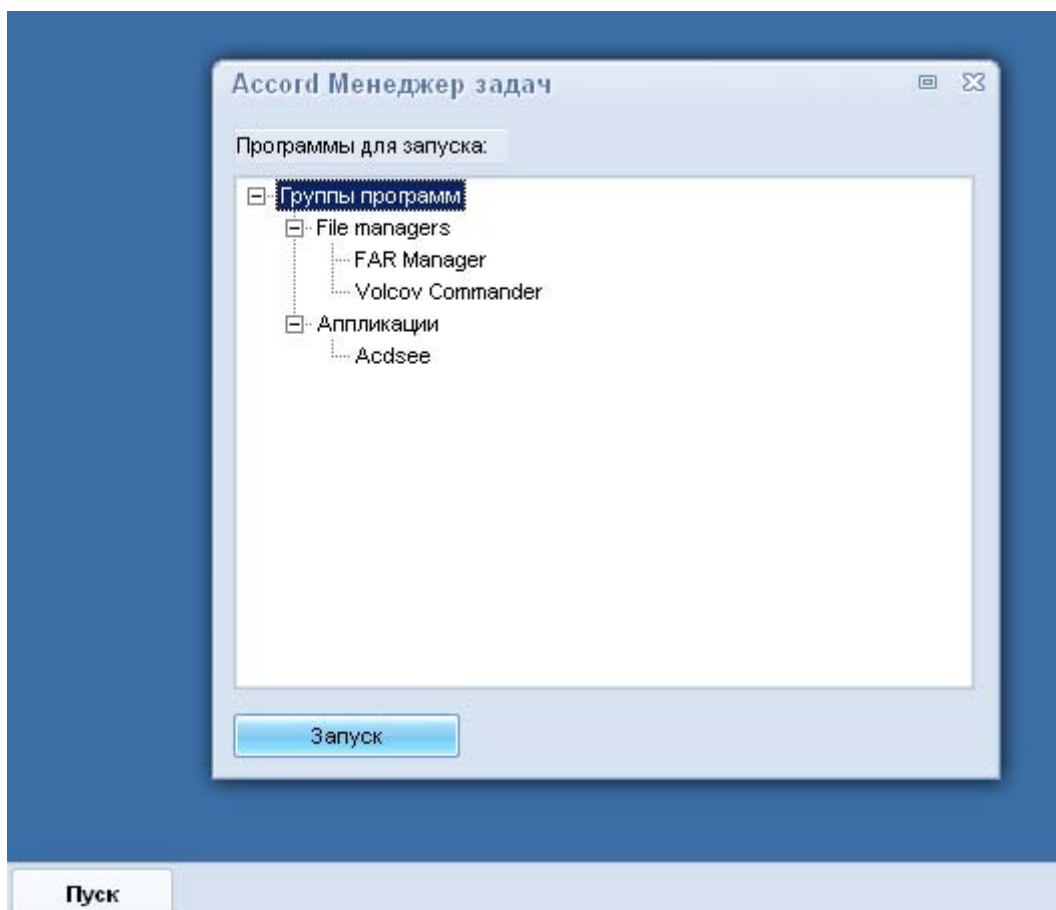 Accord Менеджер задач
Программы для запуска:
Группы программ
File managers
FAR Manager
Volcov Commander
Аппликации
Acdsee
Запуск
Пуск